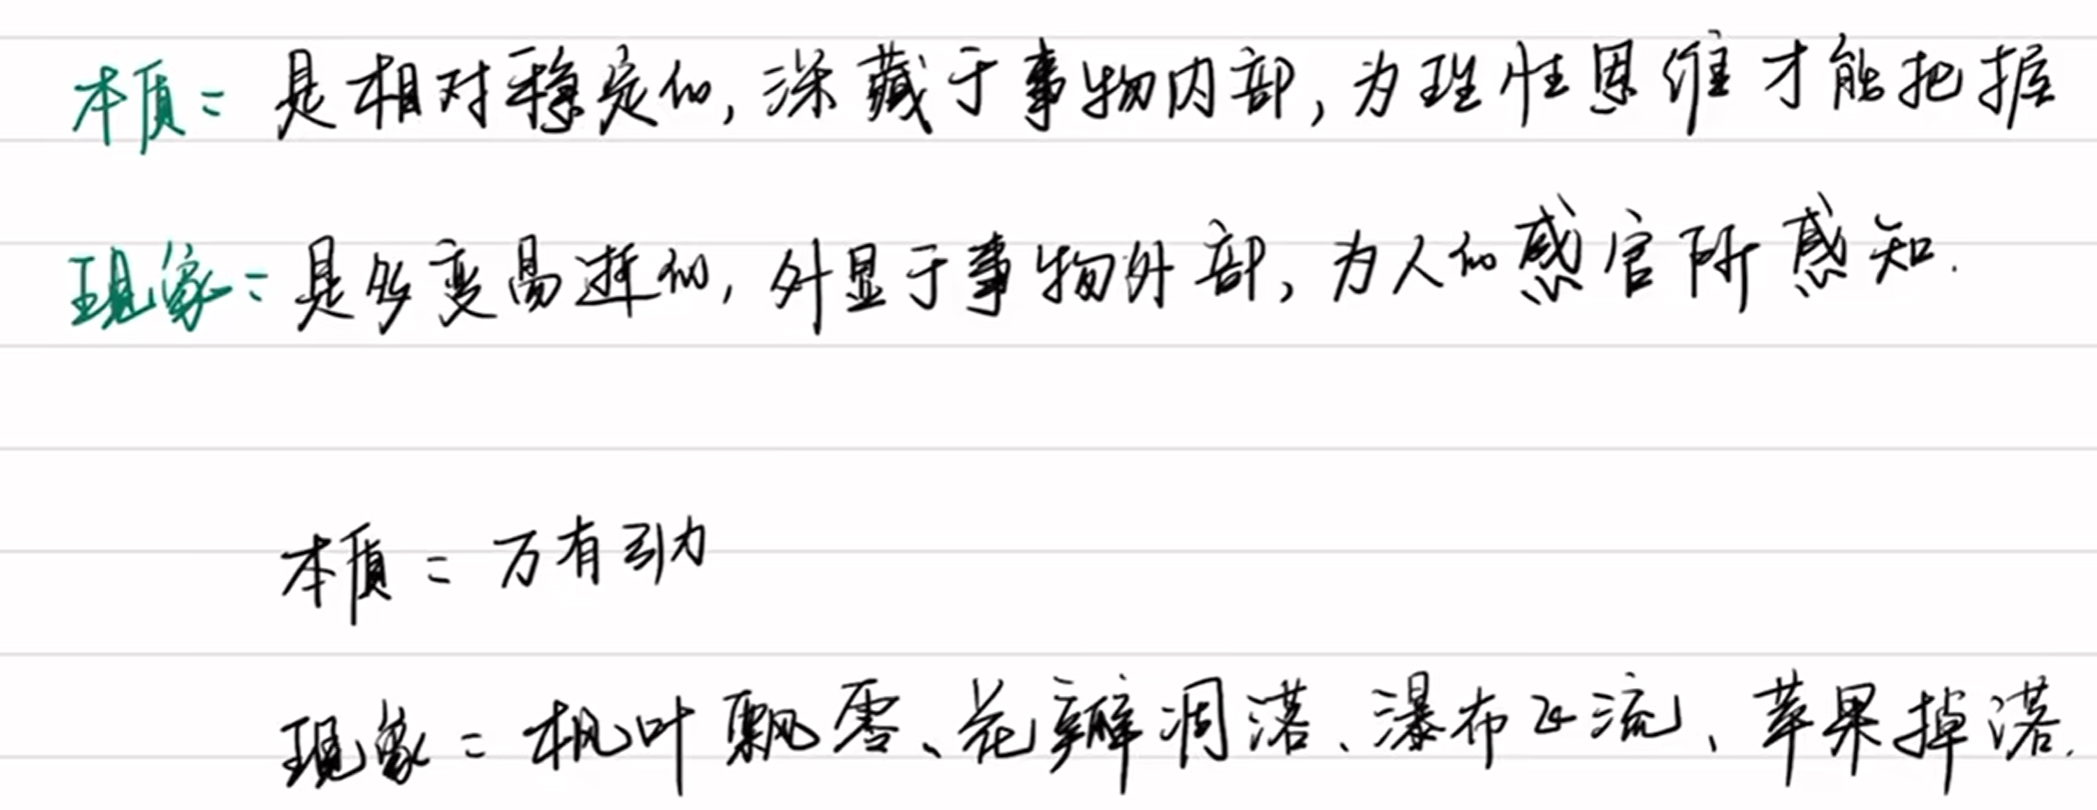 本质：是相对稳定的，深藏于事物内部，为理性思维才能把握
现象：是多变易逝的，外显于事物外部，为人的感官所感知.
本质：万有引力
现象：枫叶飘零、花瓣凋落、瀑布飞流、苹果掉落.